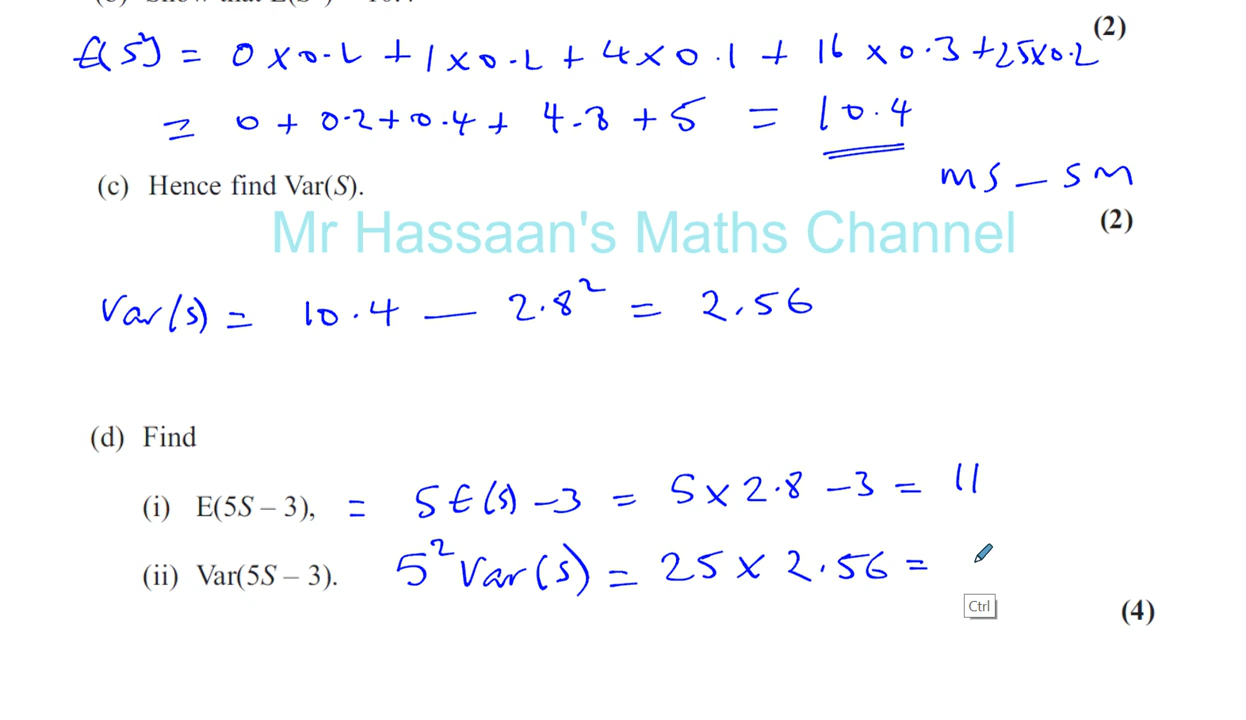 (2)
E(S²) = 0 × 0.2 + 1 × 0.2 + 4 × 0.1 + 16 × 0.3 + 25 × 0.2
= 0 + 0.2 + 0.4 + 4.8 + 5 = 10.4
(c) Hence find Var(S).
MS – SM
(2)
Mr Hassaan's Maths Channel
Var(S) = 10.4 – 2.8² = 2.56
(d) Find
(i) E(5S – 3), = 5E(S) – 3 = 5 × 2.8 – 3 = 11
(ii) Var(5S – 3). 5² Var(S) = 25 × 2.56 =
Ctrl
(4)